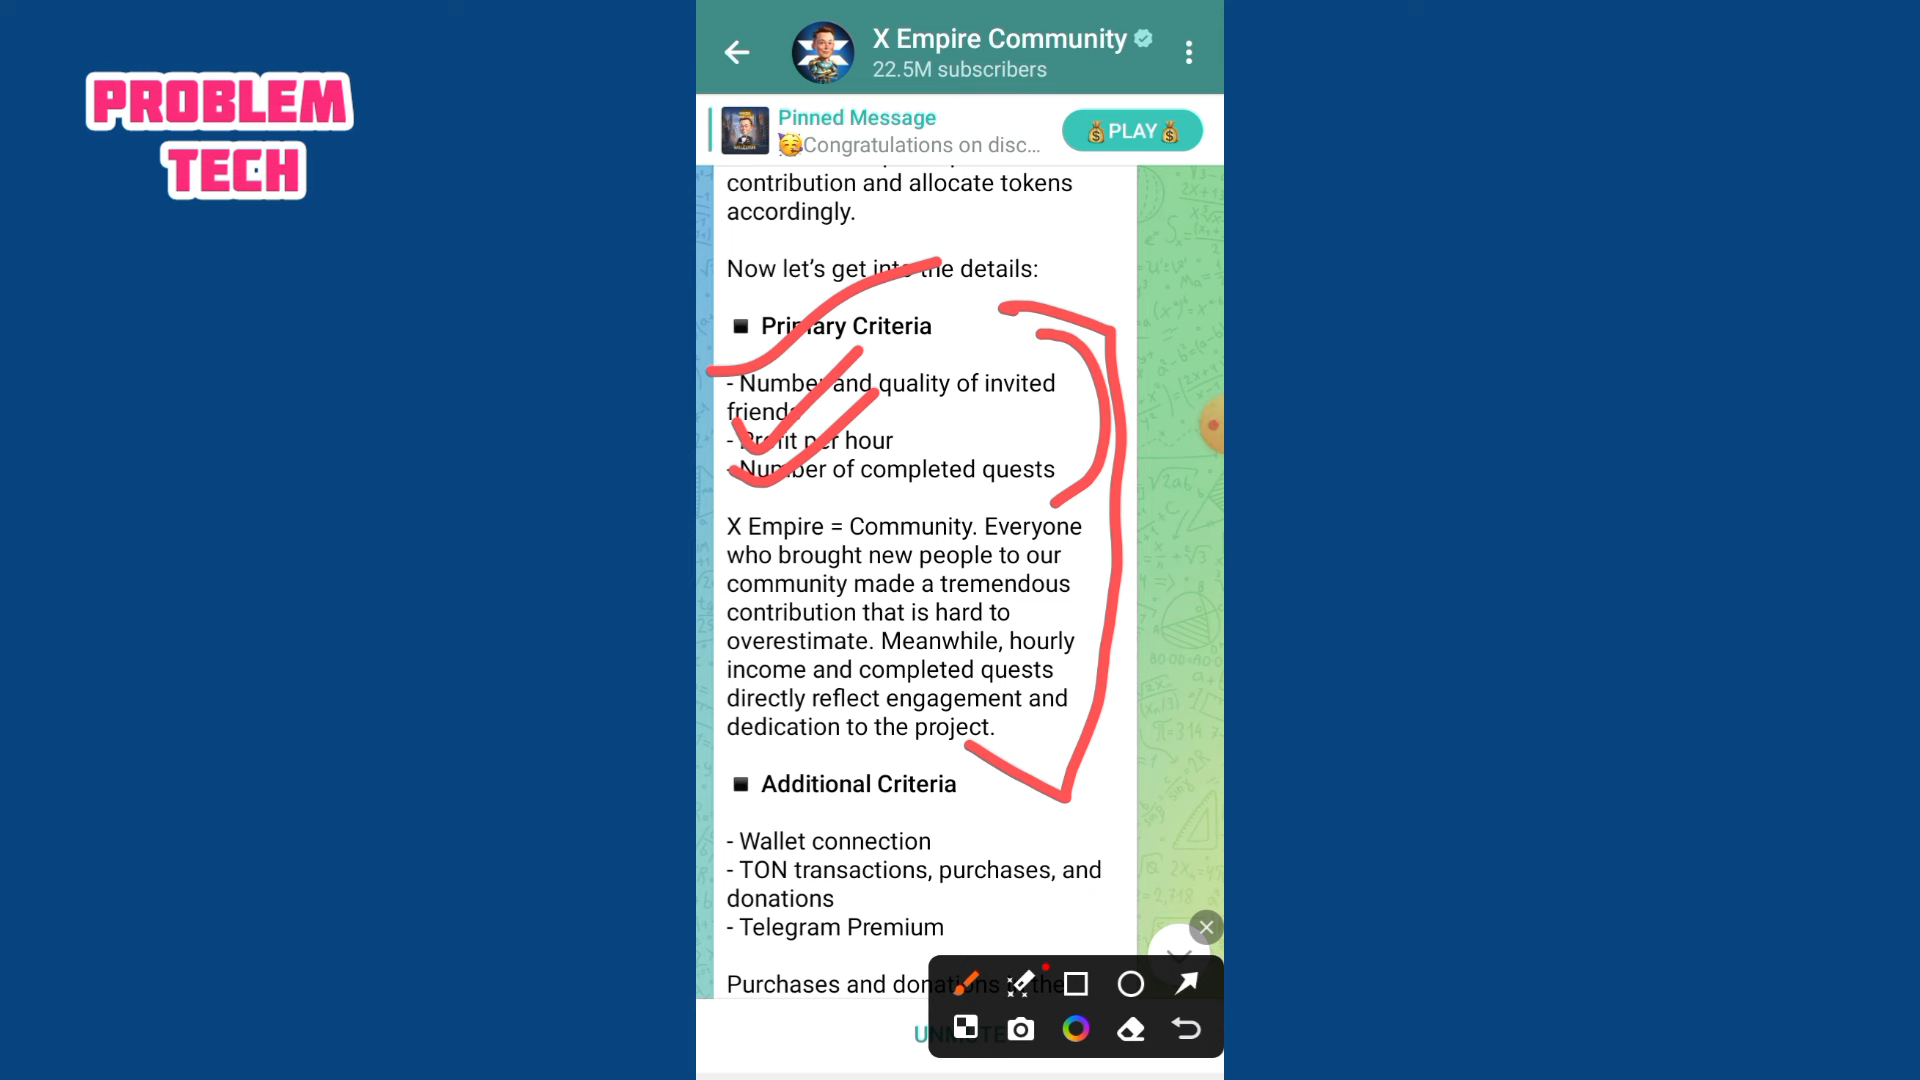 PROBLEM
TECH
X Empire Community
22.5M subscribers
Pinned Message
🥳Congratulations on disc...
💰PLAY💰
contribution and allocate tokens
accordingly.
Now let's get into the details:
◾ Primary Criteria
- Number and quality of invited
friends
- Profit per hour
- Number of completed quests
X Empire = Community. Everyone
who brought new people to our
community made a tremendous
contribution that is hard to
overestimate. Meanwhile, hourly
income and completed quests
directly reflect engagement and
dedication to the project.
◾ Additional Criteria
- Wallet connection
- TON transactions, purchases, and
donations
- Telegram Premium
Purchases and donations in the
UNMUTE